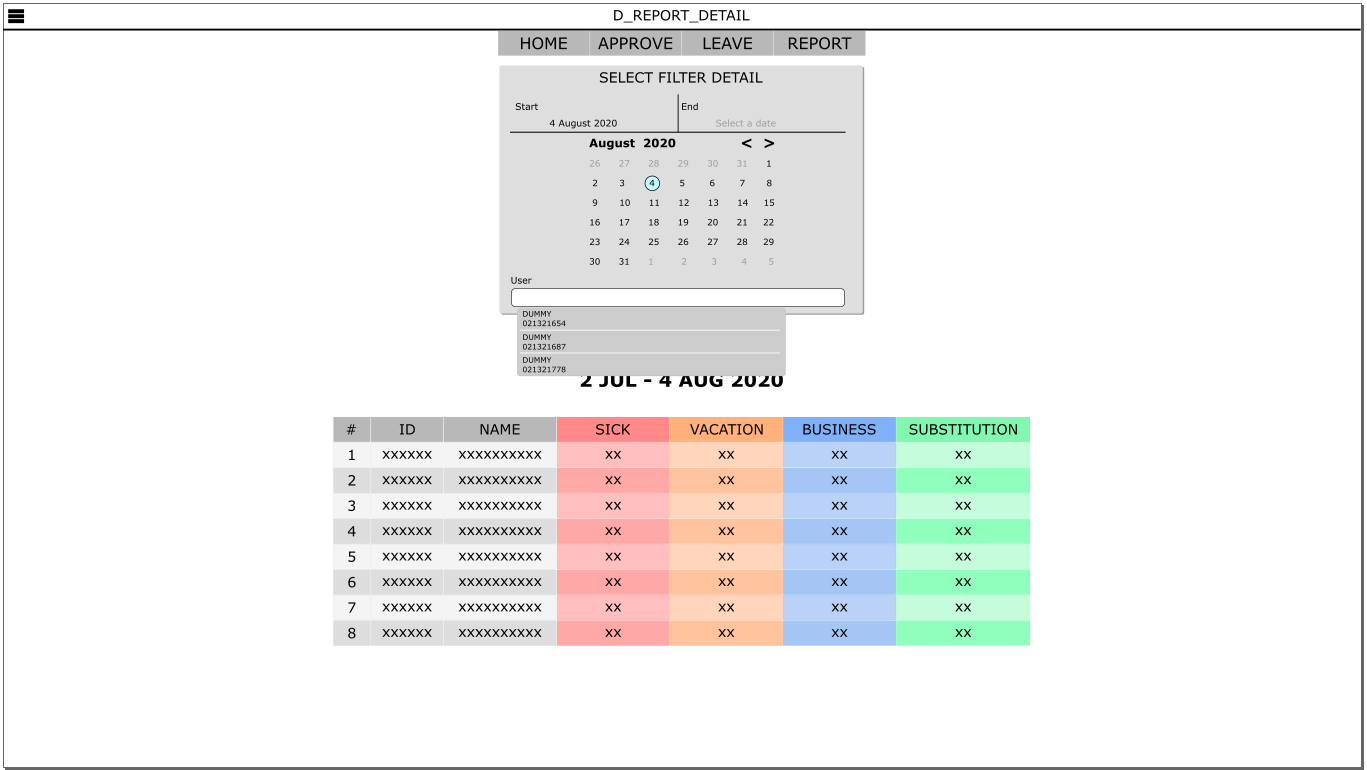 D_REPORT_DETAIL
HOME APPROVE LEAVE REPORT
SELECT FILTER DETAIL
Start End
4 August 2020 Select a date
August 2020 < >
26 27 28 29 30 31 1
2 3 4 5 6 7 8
9 10 11 12 13 14 15
16 17 18 19 20 21 22
23 24 25 26 27 28 29
30 31 1 2 3 4 5
User
DUMMY
021321654
DUMMY
021321687
DUMMY
021321778
2 JUL - 4 AUG 2020
# ID NAME SICK VACATION BUSINESS SUBSTITUTION
1 xxxxxx xxxxxxxxxx xx xx xx xx
2 xxxxxx xxxxxxxxxx xx xx xx xx
3 xxxxxx xxxxxxxxxx xx xx xx xx
4 xxxxxx xxxxxxxxxx xx xx xx xx
5 xxxxxx xxxxxxxxxx xx xx xx xx
6 xxxxxx xxxxxxxxxx xx xx xx xx
7 xxxxxx xxxxxxxxxx xx xx xx xx
8 xxxxxx xxxxxxxxxx xx xx xx xx